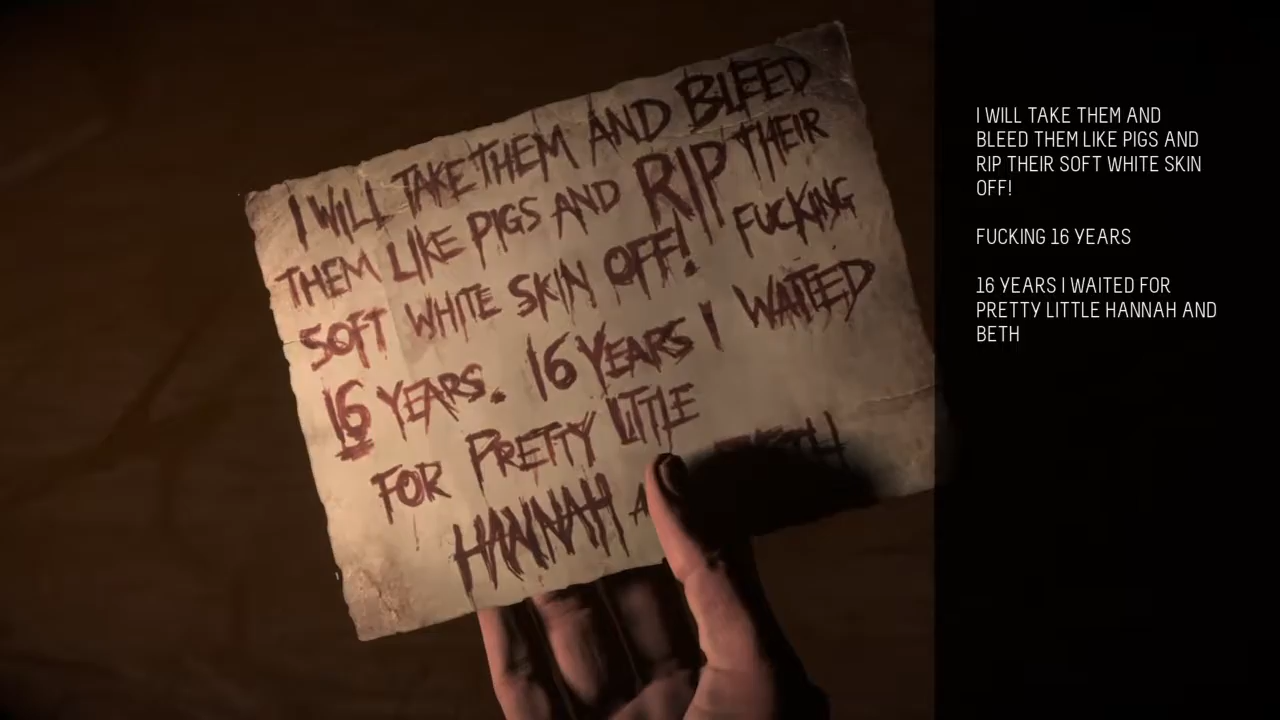 I WILL TAKE THEM AND BLEED
THEM LIKE PIGS AND RIP THEIR
SOFT WHITE SKIN OFF! FUCKING
16 YEARS. 16 YEARS I WAITED
FOR PRETTY LITTLE
HANNAH A BETH
I WILL TAKE THEM AND
BLEED THEM LIKE PIGS AND
RIP THEIR SOFT WHITE SKIN
OFF!
FUCKING 16 YEARS
16 YEARS I WAITED FOR
PRETTY LITTLE HANNAH AND
BETH